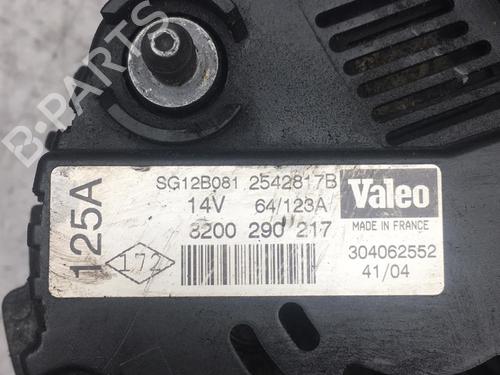 125A
SG12B081 2542817B
14V 64/123A
8200 290 217
172
Valeo
MADE IN FRANCE
304062552
41/04
B-PARTS